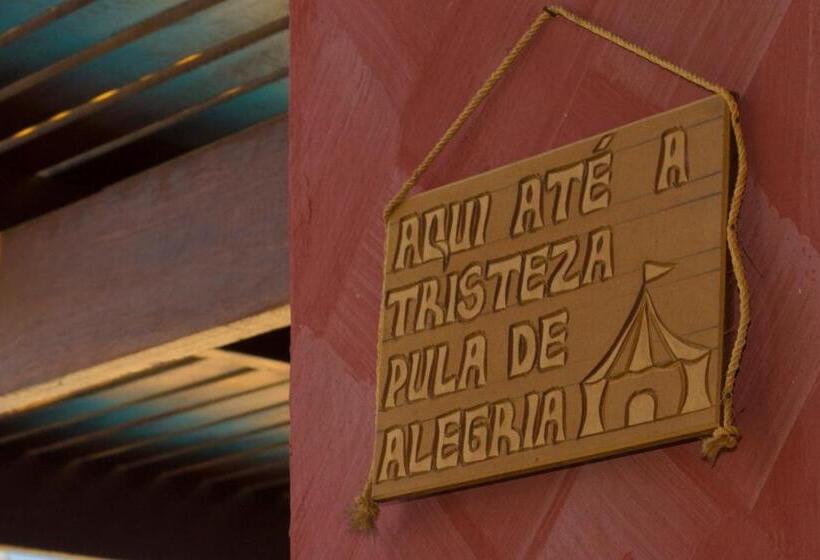 AQUI ATÉ A
TRISTEZA
PULA DE
ALEGRIA